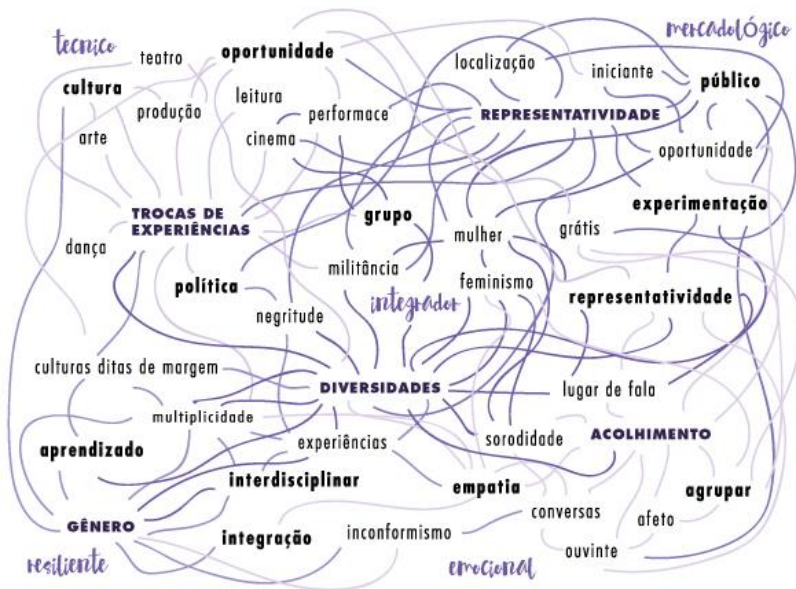 tecnico
mercadológico
teatro
oportunidade
localização
iniciante
público
cultura
produção
leitura
performace
REPRESENTATIVIDADE
arte
cinema
oportunidade
experimentação
TROCAS DE
EXPERIÊNCIAS
grupo
mulher
grátis
dança
militância
política
feminismo
representatividade
integrador
negritude
culturas ditas de margem
DIVERSIDADES
lugar de fala
multiplicidade
aprendizado
experiências
sorodidade
ACOLHIMENTO
interdisciplinar
empatia
agrupar
GÊNERO
integração
inconformismo
conversas
afeto
ouvinte
resiliente
emocional